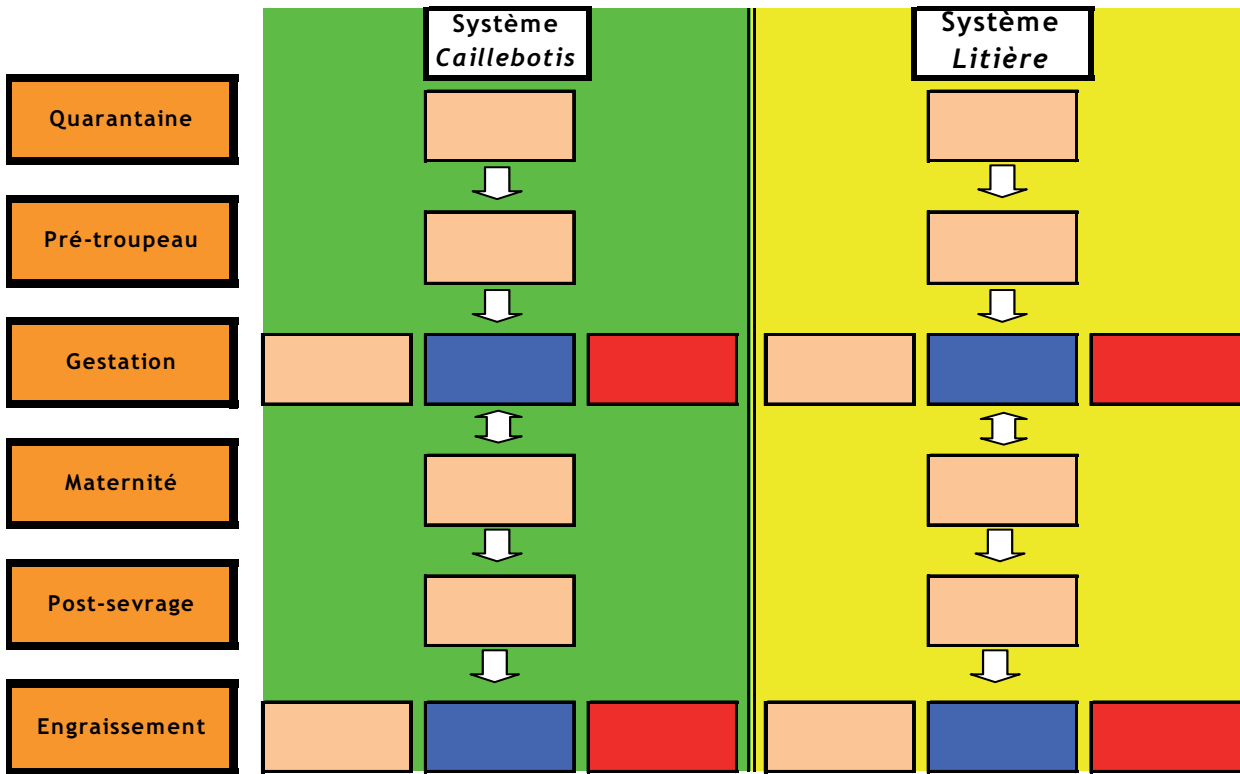 Système
Caillebotis
Système
Litière
Quarantaine
Pré-troupeau
Gestation
Maternité
Post-sevrage
Engraissement